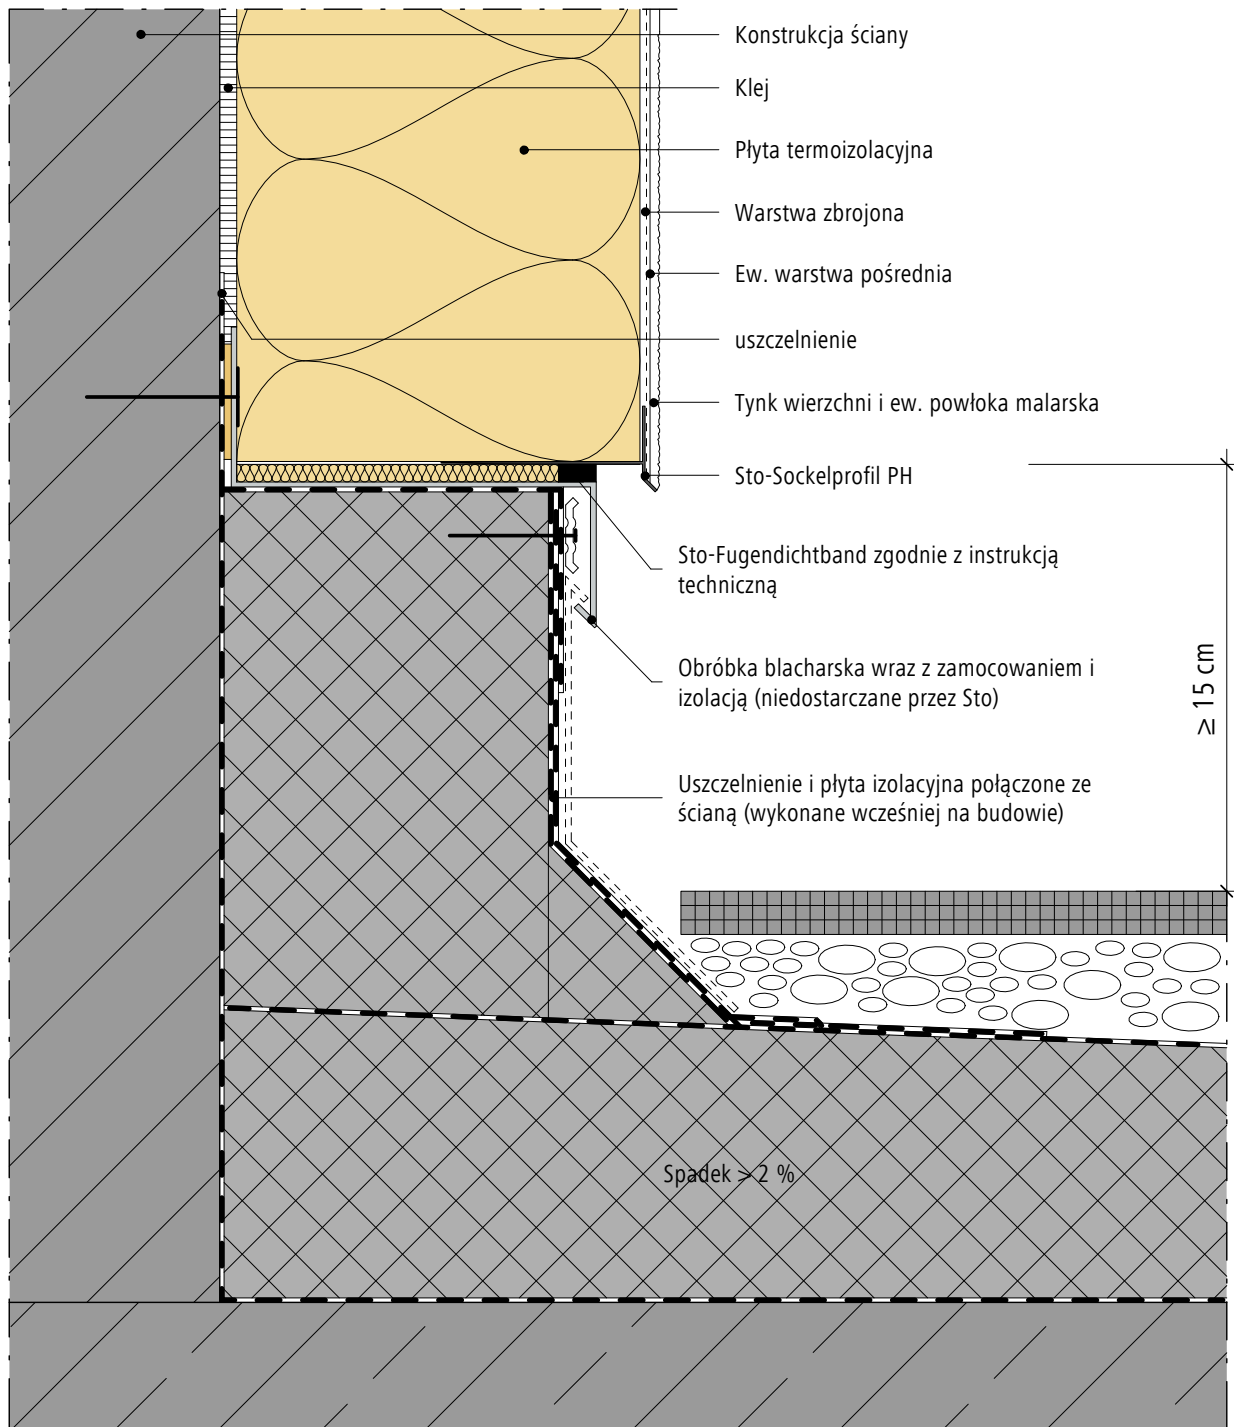 Konstrukcja ściany
Klej
Płyta termoizolacyjna
Warstwa zbrojona
Ew. warstwa pośrednia
uszczelnienie
Tynk wierzchni i ew. powłoka malarska
Sto-Sockelprofil PH
Sto-Fugendichtband zgodnie z instrukcją
techniczną
Obróbka blacharska wraz z zamocowaniem i
izolacją (niedostarczane przez Sto)
≥ 15 cm
Uszczelnienie i płyta izolacyjna połączone ze
ścianą (wykonane wcześniej na budowie)
Spadek > 2 %